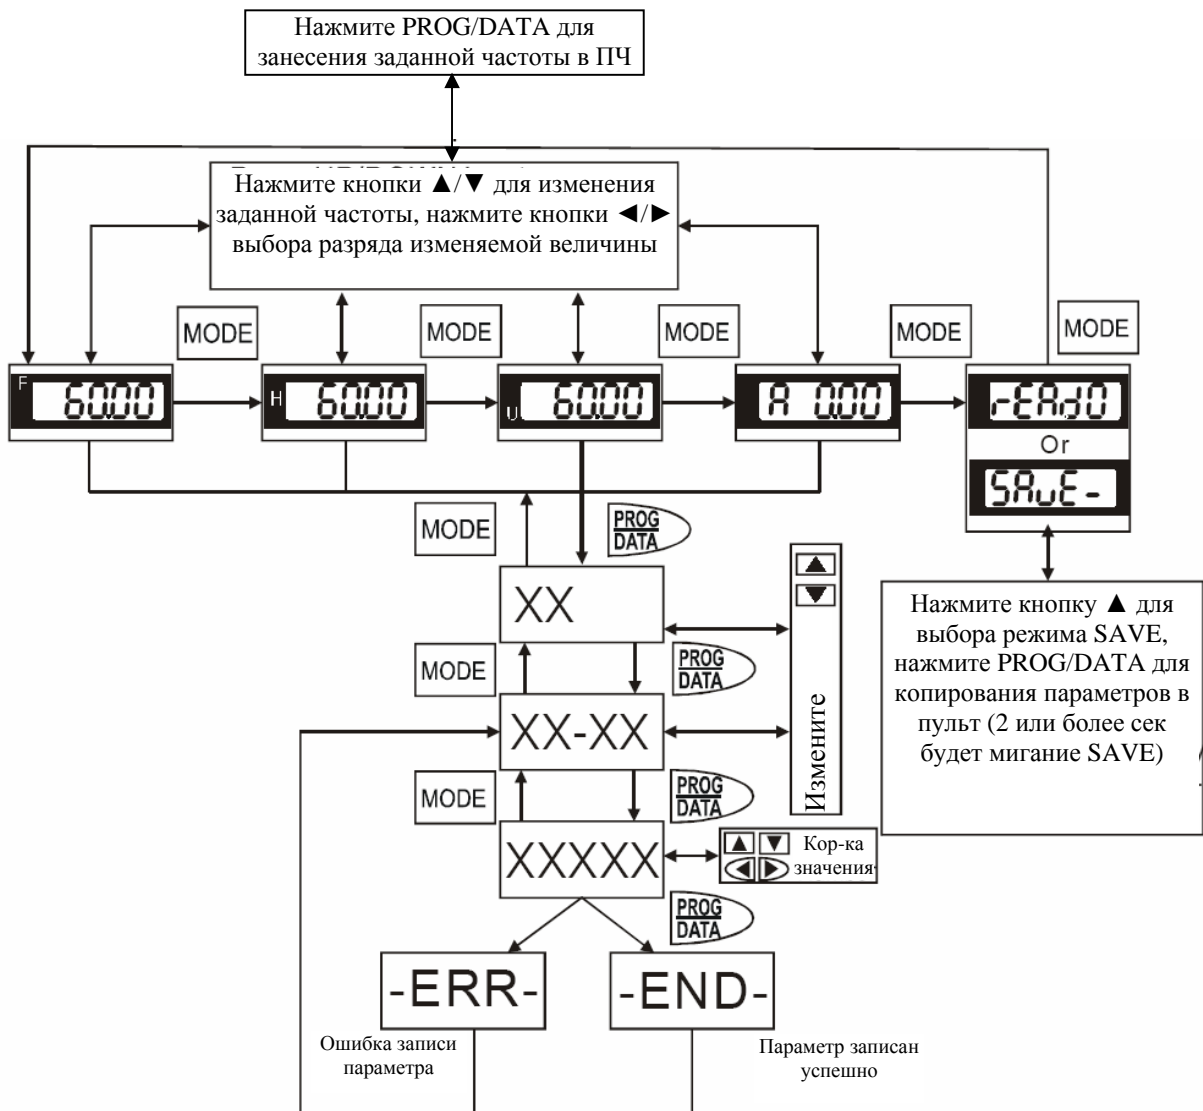 Нажмите PROG/DATA для
занесения заданной частоты в ПЧ
Нажмите кнопки ▲/▼ для изменения
заданной частоты, нажмите кнопки ◄/►
выбора разряда изменяемой величины
MODE
MODE
MODE
MODE
MODE
F 60.00
H 60.00
U 60.00
A 0.00
rEAd0
Or
SAvE-
MODE
PROG
DATA
XX
MODE
PROG
DATA
XX-XX
MODE
PROG
DATA
XXXXX
▲
▼
Измените
▲ ▼ Кор-ка
◄ ► значения
Нажмите кнопку ▲ для
выбора режима SAVE,
нажмите PROG/DATA для
копирования параметров в
пульт (2 или более сек
будет мигание SAVE)
PROG
DATA
-ERR-
-END-
Ошибка записи
параметра
Параметр записан
успешно